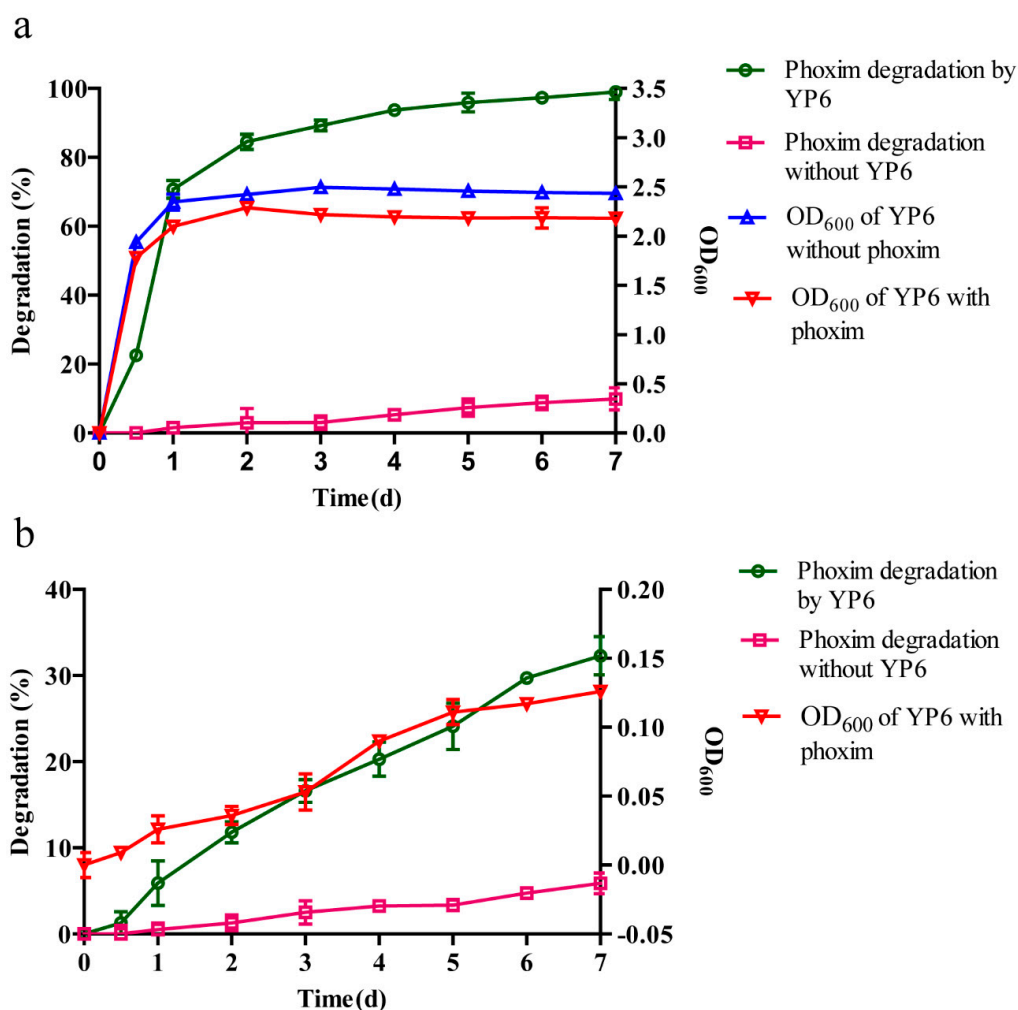 a
100
80
60
40
20
0
Degradation (%)
3.5
3.0
2.5
2.0
1.5
1.0
0.5
0.0
OD600
0 1 2 3 4 5 6 7
Time (d)
Phoxim degradation by
YP6
Phoxim degradation
without YP6
OD600 of YP6
without phoxim
OD600 of YP6 with
phoxim
b
40
30
20
10
0
Degradation (%)
0.20
0.15
0.10
0.05
0.00
-0.05
OD600
0 1 2 3 4 5 6 7
Time (d)
Phoxim degradation
by YP6
Phoxim degradation
without YP6
OD600 of YP6 with
phoxim